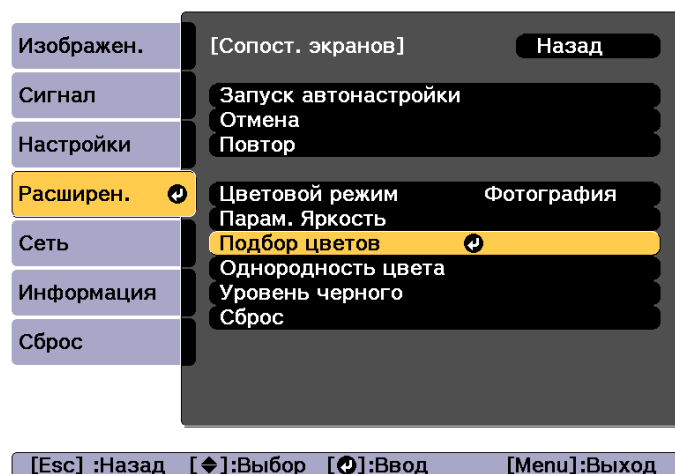 Изображен.
Сигнал
Настройки
Расширен.
Сеть
Информация
Сброс
[Сопост. экранов] Назад
Запуск автонастройки
Отмена
Повтор
Цветовой режим Фотография
Парам. Яркость
Подбор цветов
Однородность цвета
Уровень черного
Сброс
[Esc] :Назад [◆]:Выбор [⏎]:Ввод [Menu]:Выход